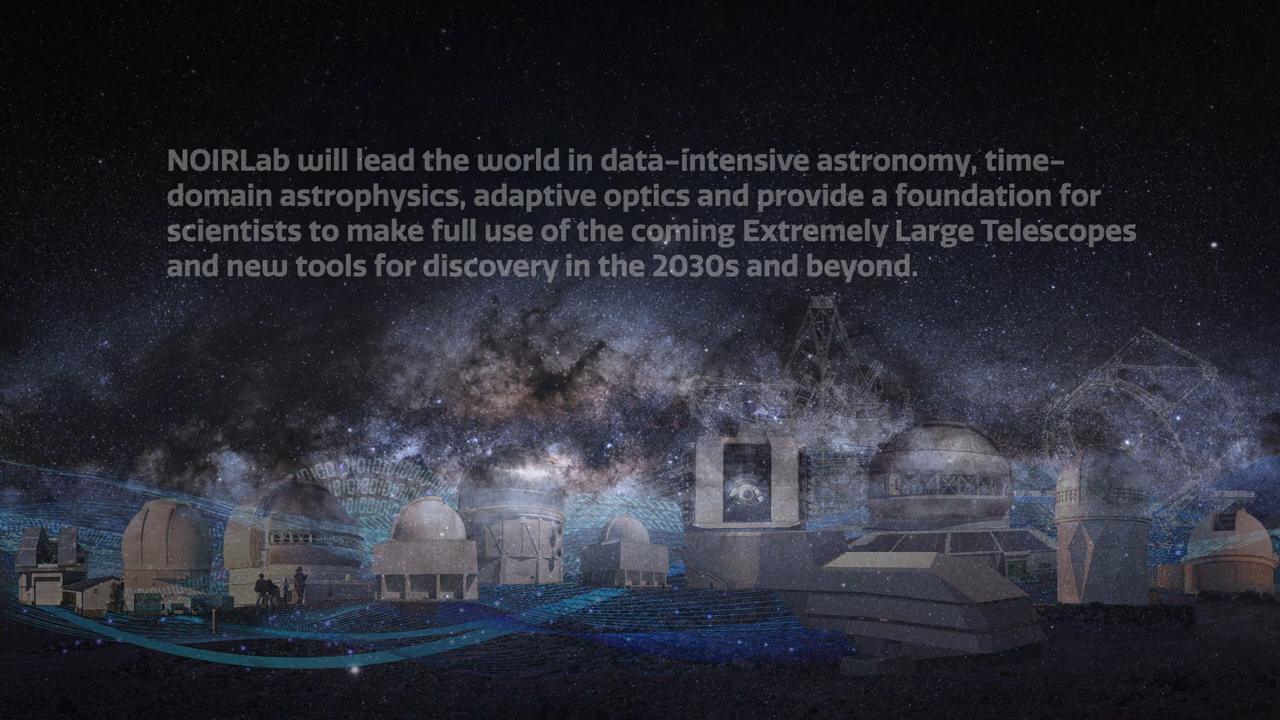 NOIRLab will lead the world in data-intensive astronomy, time-
domain astrophysics, adaptive optics and provide a foundation for
scientists to make full use of the coming Extremely Large Telescopes
and new tools for discovery in the 2030s and beyond.